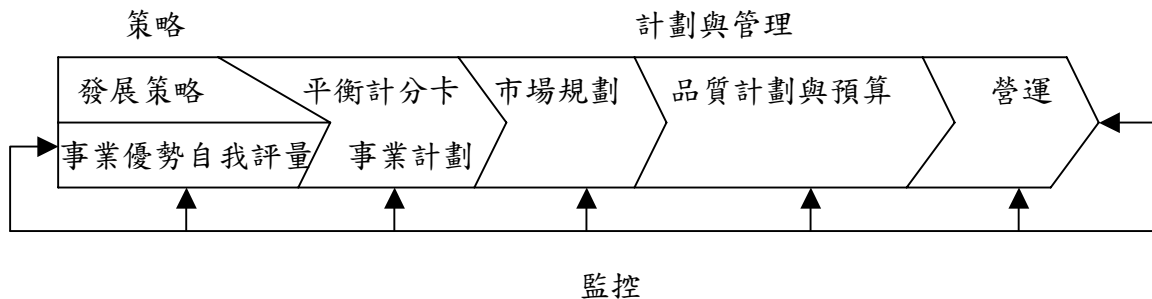 策略 計劃與管理
發展策略 平衡計分卡 市場規劃 品質計劃與預算 營運
事業優勢自我評量 事業計劃
監控